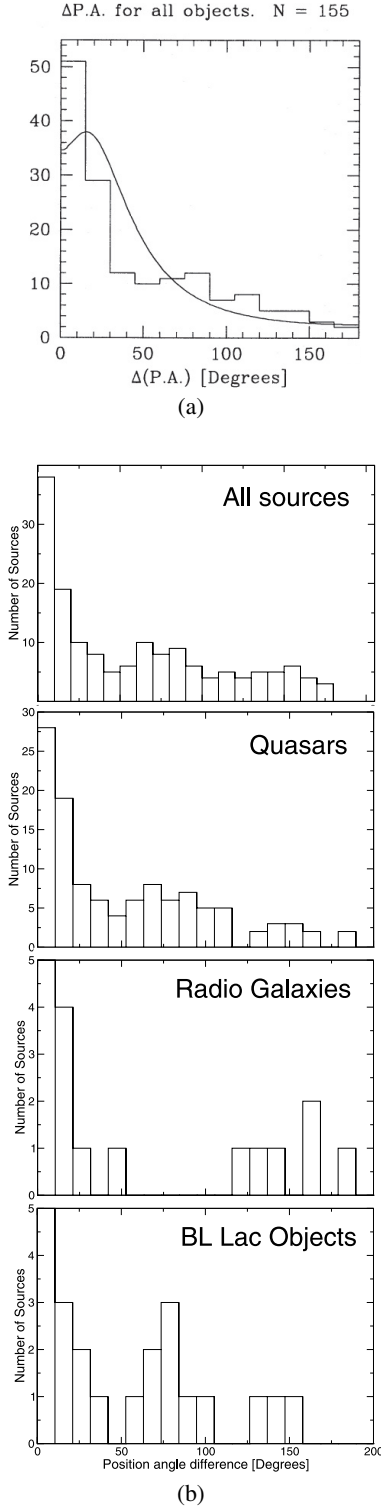 ΔP.A. for all objects. N = 155
50
40
30
20
10
0
0 50 100 150
Δ(P.A.) [Degrees]
(a)
All sources
Number of Sources
30
20
10
Quasars
Number of Sources
30
25
20
15
10
5
0
Radio Galaxies
Number of Sources
5
4
3
2
1
0
BL Lac Objects
Number of Sources
5
4
3
2
1
0
0 50 100 150 200
Position angle difference [Degrees]
(b)